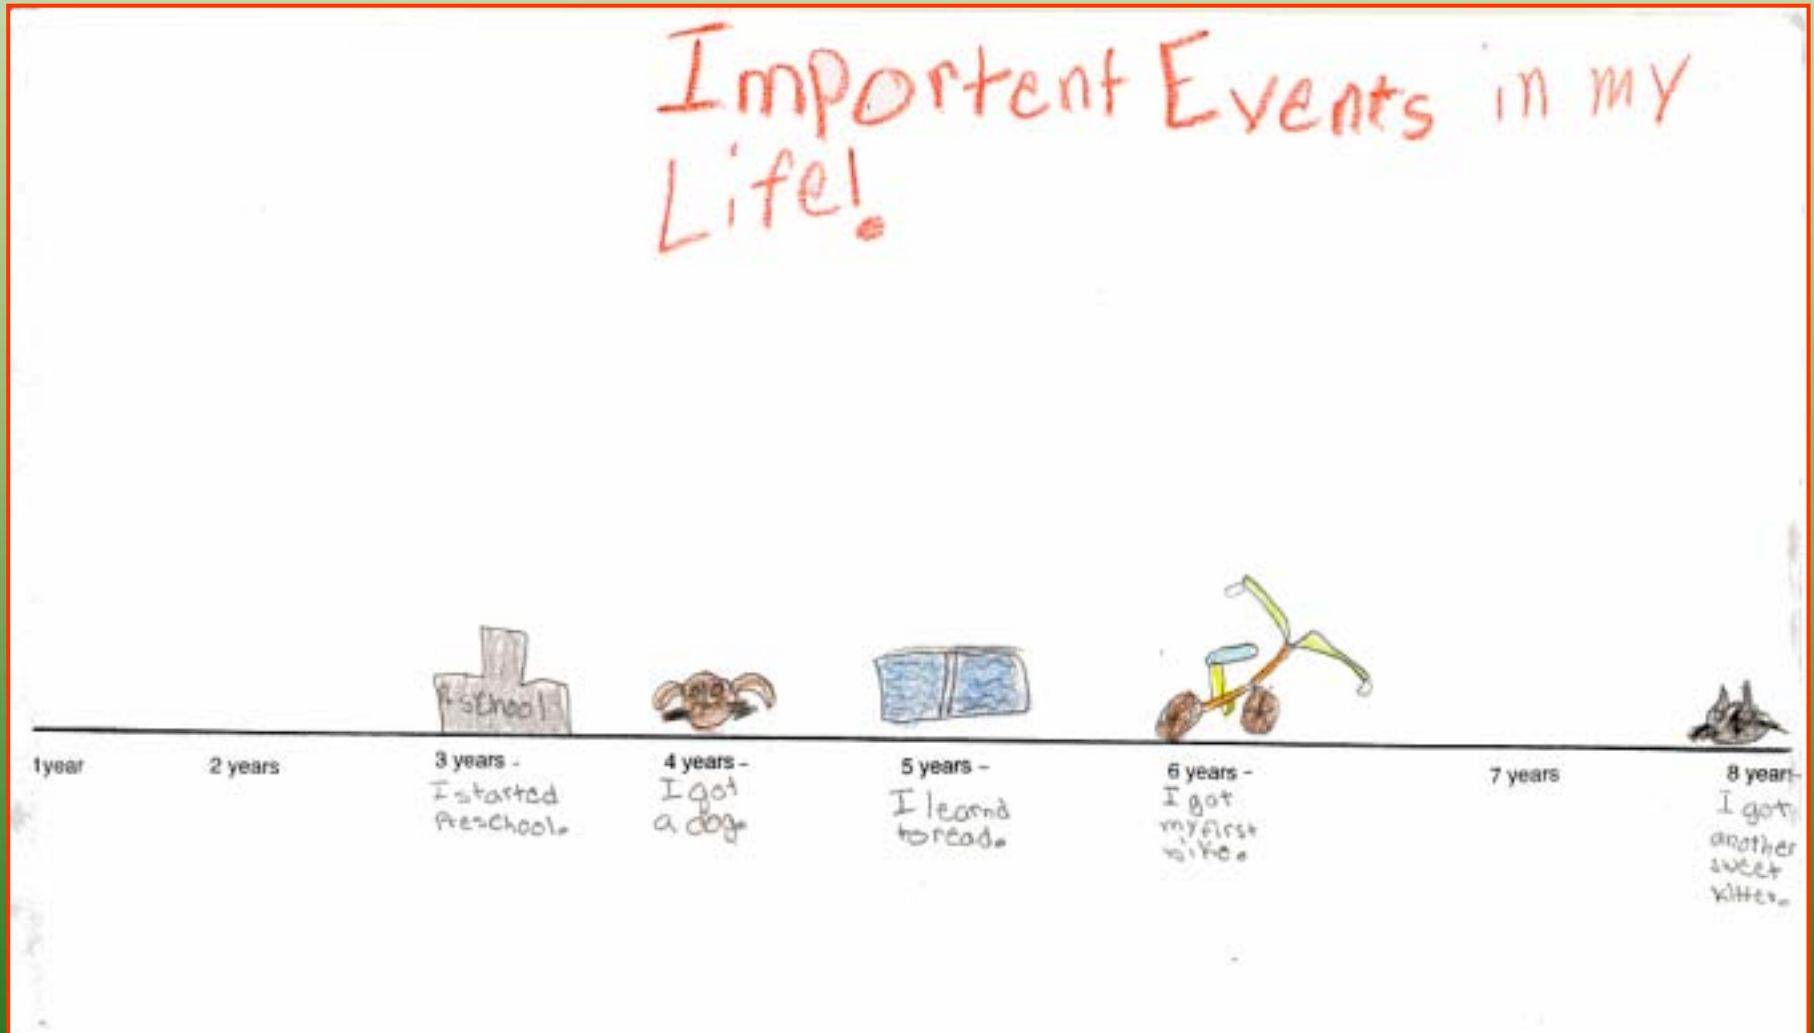 Importent Events in my
Life!
school
1year
2 years
3 years -
I started
Preschool.
4 years -
I got
a dog.
5 years -
I learnd
to read.
6 years -
I got
my first
bike.
7 years
8 years-
I got
another
sweet
kitten.